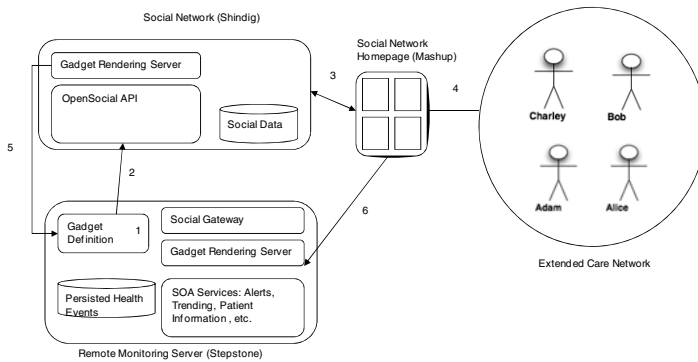 Social Network (Shindig)
Gadget Rendering Server
OpenSocial API
Social Data
Social Network
Homepage (Mashup)
3
4
5
2
6
Charley
Bob
Adam
Alice
Extended Care Network
Gadget
Definition
1
Social Gateway
Gadget Rendering Server
Persisted Health
Events
SOA Services: Alerts,
Trending, Patient
Information , etc.
Remote Monitoring Server (Stepstone)